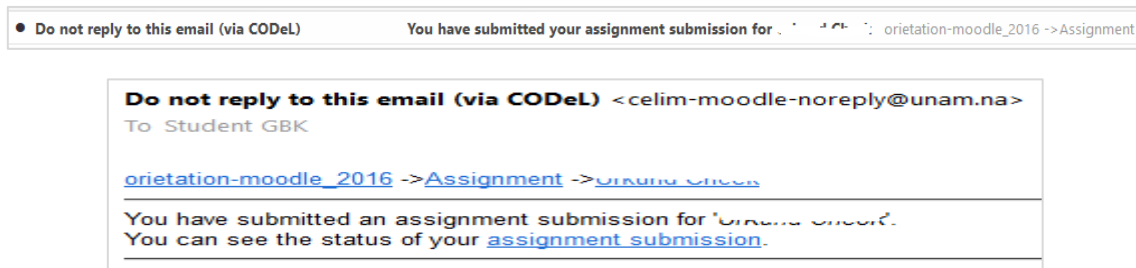 Do not reply to this email (via CODeL) You have submitted your assignment submission for orietation-moodle_2016 ->Assignment
Do not reply to this email (via CODeL) <celim-moodle-noreply@unam.na>
To Student GBK
orietation-moodle_2016 ->Assignment ->
You have submitted an assignment submission for
You can see the status of your assignment submission.